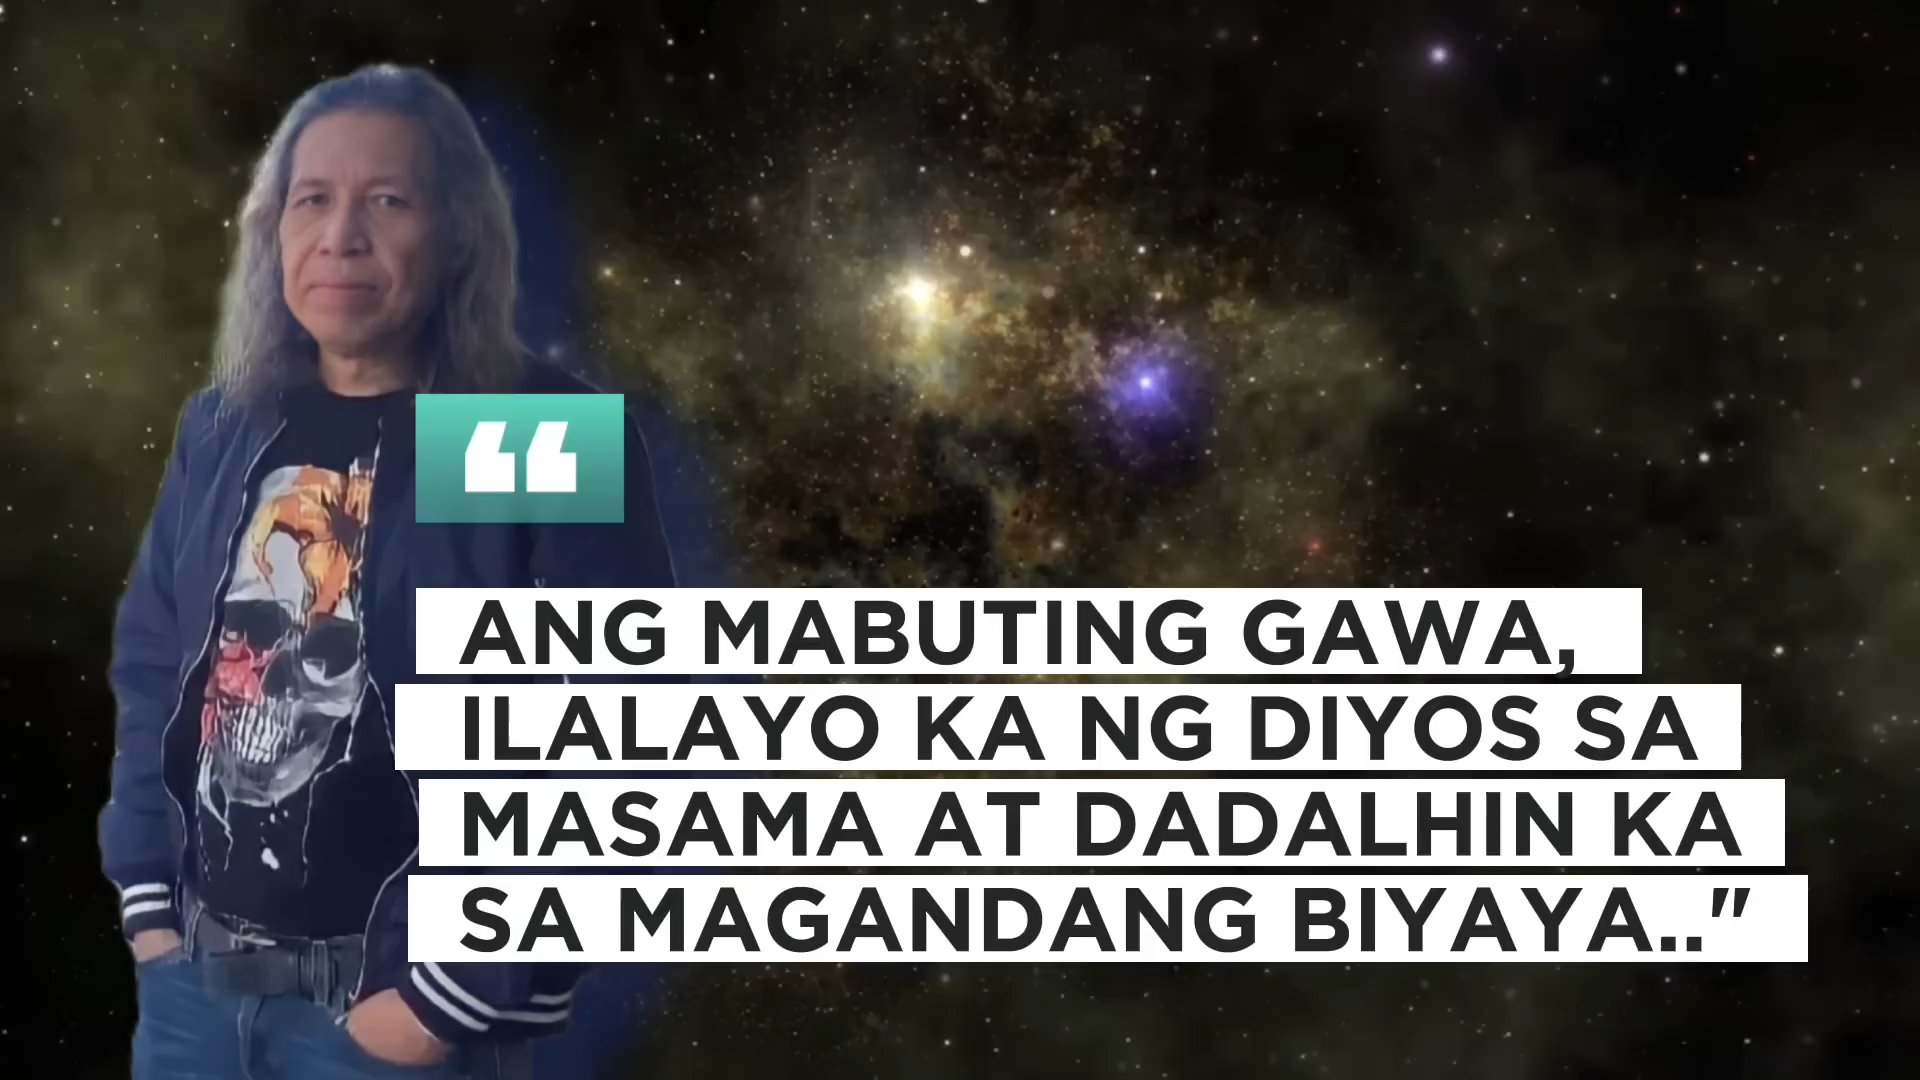 “
ANG MABUTING GAWA,
ILALAYO KA NG DIYOS SA
MASAMA AT DADALHIN KA
SA MAGANDANG BIYAYA.."